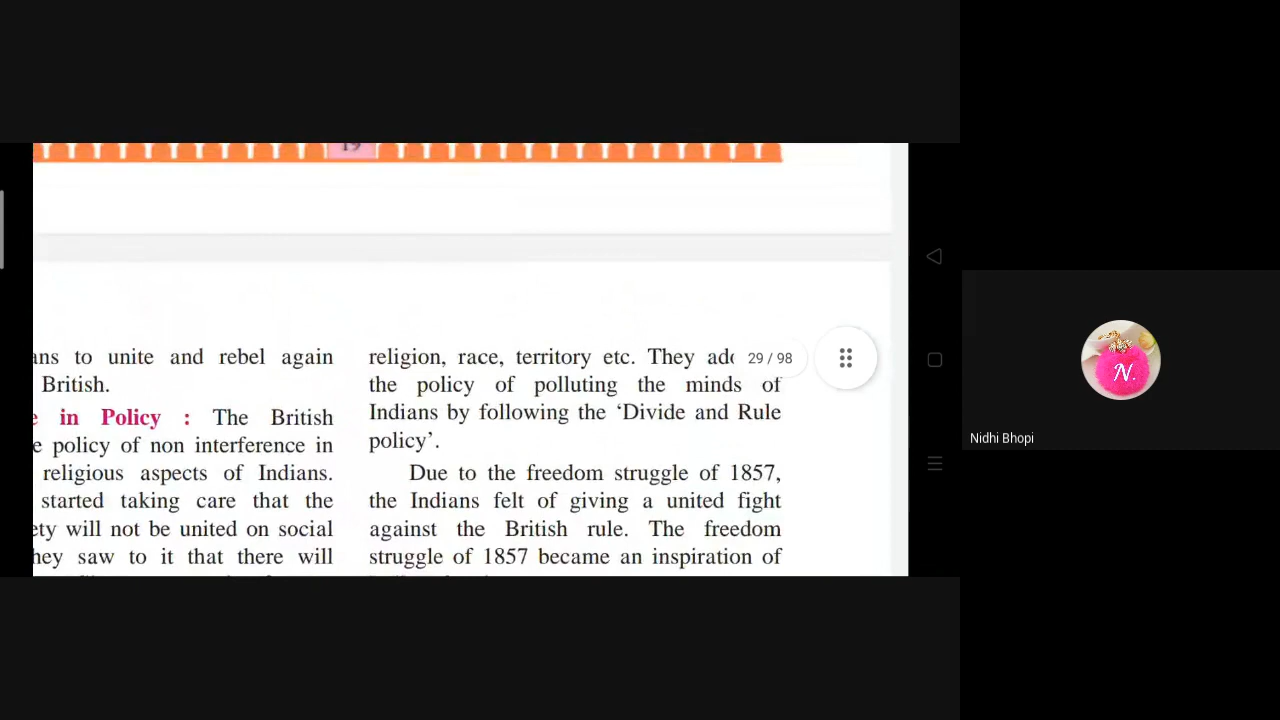 19
to unite and rebel again
British.
in Policy : The British
policy of non interference in
religious aspects of Indians.
started taking care that the
will not be united on social
saw to it that there will
religion, race, territory etc. They
29 / 98
the policy of polluting the minds of
Indians by following the ‘Divide and Rule
policy’.
Due to the freedom struggle of 1857,
the Indians felt of giving a united fight
against the British rule. The freedom
struggle of 1857 became an inspiration of
N.
Nidhi Bhopi